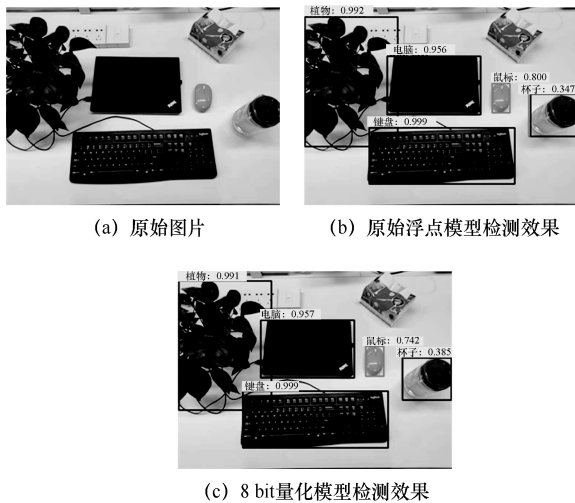 植物：0.992
电脑：0.956
鼠标：0.800
杯子：0.347
键盘：0.999
(a) 原始图片
(b) 原始浮点模型检测效果
植物：0.991
电脑：0.957
鼠标：0.742
杯子：0.385
键盘：0.999
(c) 8 bit量化模型检测效果